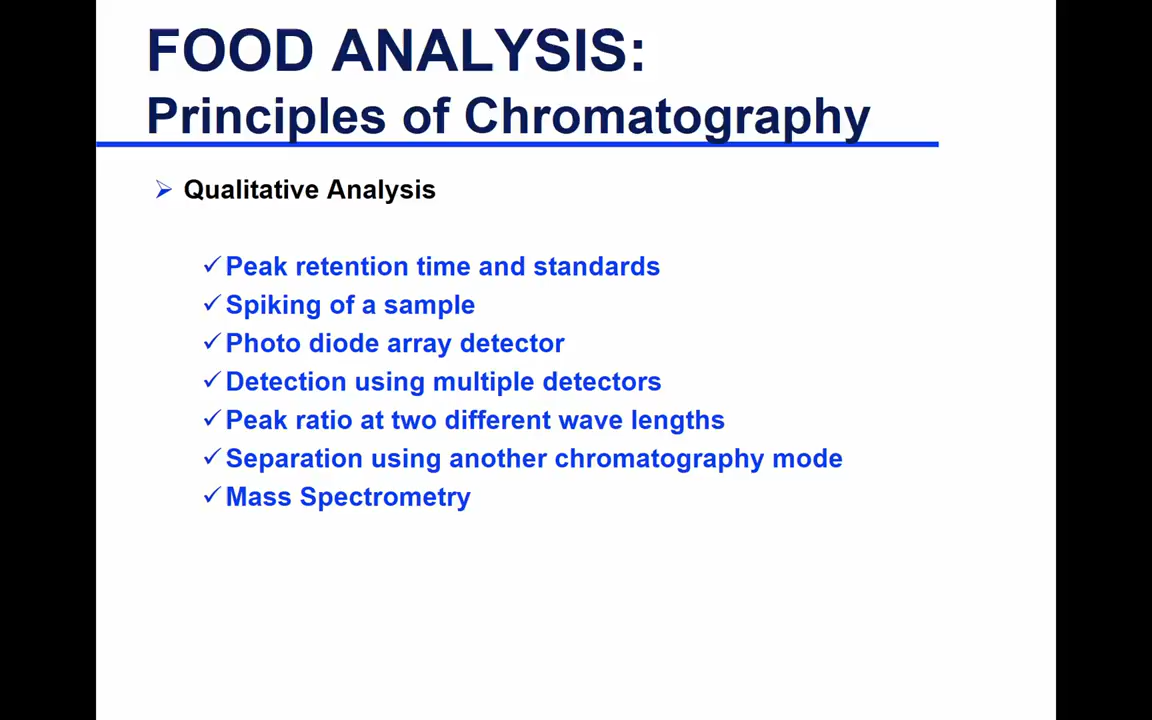 FOOD ANALYSIS:
Principles of Chromatography
Qualitative Analysis
Peak retention time and standards
Spiking of a sample
Photo diode array detector
Detection using multiple detectors
Peak ratio at two different wave lengths
Separation using another chromatography mode
Mass Spectrometry